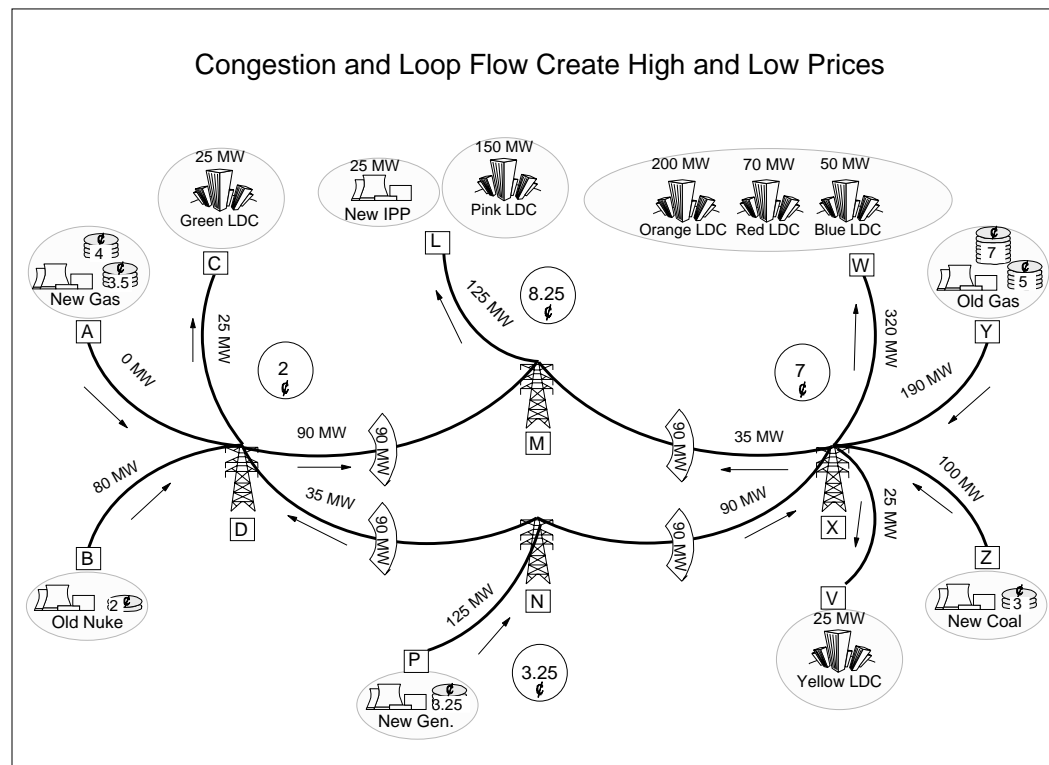 Congestion and Loop Flow Create High and Low Prices
25 MW
Green LDC
25 MW
New IPP
150 MW
Pink LDC
200 MW 70 MW 50 MW
Orange LDC Red LDC Blue LDC
¢
4
¢
3.5
New Gas
¢
7
¢
5
Old Gas
A
C
L
W
Y
0 MW
25 MW
125 MW
8.25
¢
2
¢
7
¢
320 MW
190 MW
90 MW
90 MW
M
90 MW
35 MW
80 MW
D
35 MW
90 MW
N
90 MW
90 MW
X
25 MW
100 MW
B
¢
2
Old Nuke
125 MW
P
¢
3.25
New Gen.
3.25
¢
V
25 MW
Yellow LDC
Z
¢
3
New Coal